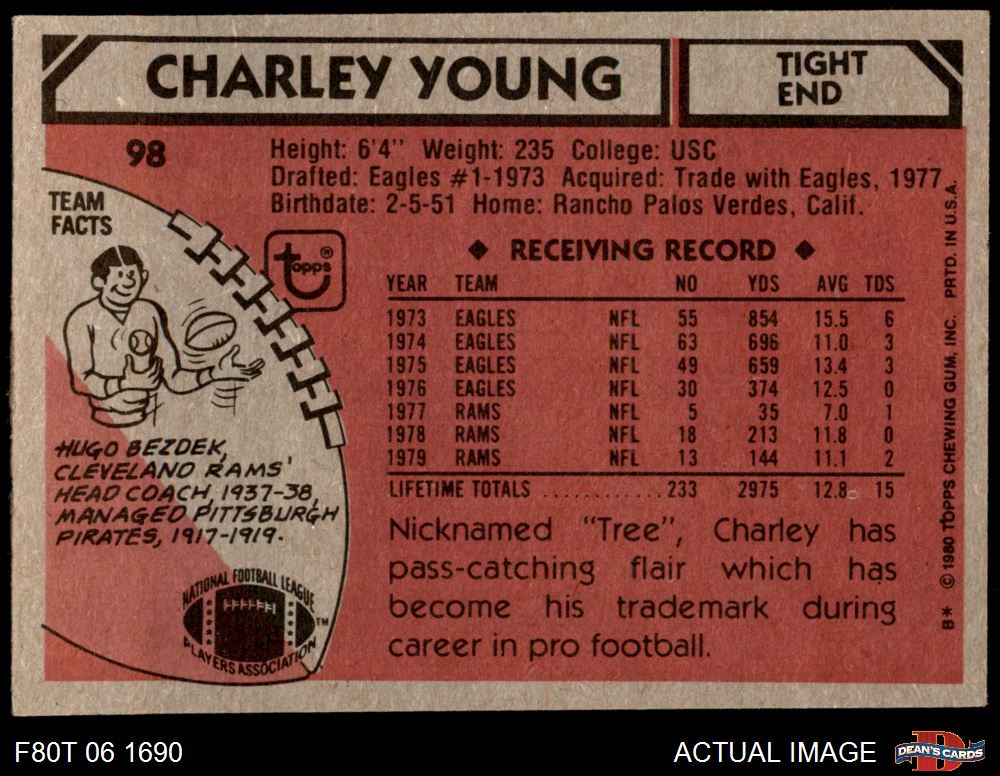 CHARLEY YOUNG
TIGHT
END
98
Height: 6'4" Weight: 235 College: USC
Drafted: Eagles #1-1973 Acquired: Trade with Eagles, 1977
Birthdate: 2-5-51 Home: Rancho Palos Verdes, Calif.
TEAM
FACTS
topps®
HUGO BEZDEK,
CLEVELAND RAMS'
HEAD COACH, 1937-38,
MANAGED PITTSBURGH
PIRATES, 1917-1919.
NATIONAL FOOTBALL LEAGUE
PLAYERS ASSOCIATION
TM
◆ RECEIVING RECORD ◆
YEAR TEAM NO YDS AVG TDS
1973 EAGLES NFL 55 854 15.5 6
1974 EAGLES NFL 63 696 11.0 3
1975 EAGLES NFL 49 659 13.4 3
1976 EAGLES NFL 30 374 12.5 0
1977 RAMS NFL 5 35 7.0 1
1978 RAMS NFL 18 213 11.8 0
1979 RAMS NFL 13 144 11.1 2
LIFETIME TOTALS ............ 233 2975 12.8 15
Nicknamed "Tree", Charley has
pass-catching flair which has
become his trademark during
career in pro football.
B* © 1980 TOPPS CHEWING GUM, INC. PRTD. IN U.S.A.
F80T 06 1690
ACTUAL IMAGE
D
DEAN'S CARDS